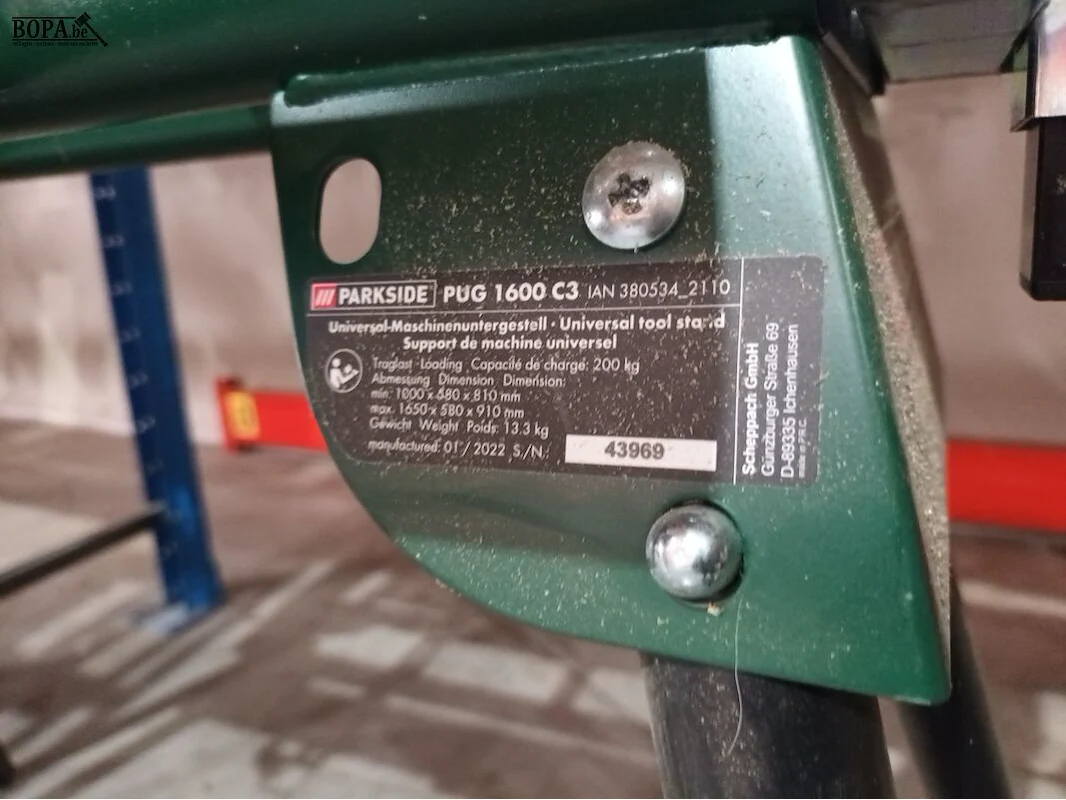 BOPA.be
PARKSIDE PUG 1600 C3 IAN 380534_2110
Universal-Maschinenuntergestell · Universal tool stand
Support de machine universel
Traglast Loading Capacité de charge: 200 kg
Abmessung Dimension Dimension:
min. 1000 x 580 x 810 mm
max. 1650 x 580 x 910 mm
Gewicht Weight Poids: 13.3 kg
manufactured: 01 / 2022 S./N.: 43969
Scheppach GmbH
Günzburger Straße 69
D-89335 Ichenhausen
made in P.R.C.